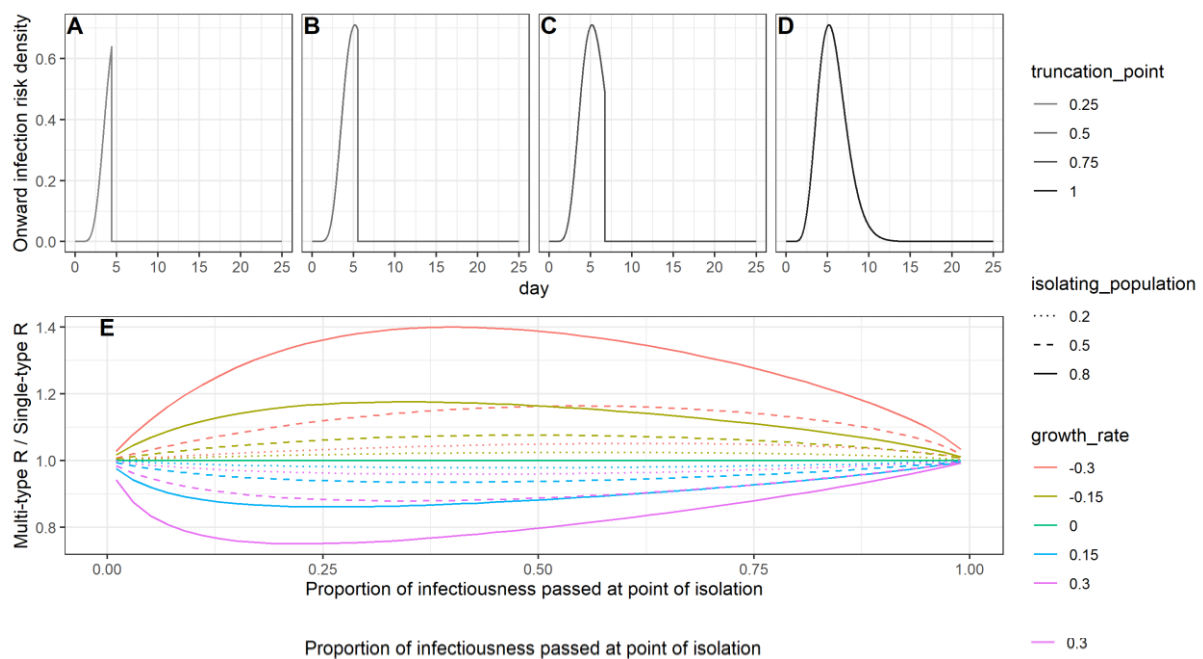 A B C D
Onward infection risk density
0.6
0.4
0.2
0.0
0 5 10 15 20 25 0 5 10 15 20 25 0 5 10 15 20 25 0 5 10 15 20 25
day
truncation_point
0.25
0.5
0.75
1
isolating_population
0.2
0.5
0.8
growth_rate
-0.3
-0.15
0
0.15
0.3
E
Multi-type R / Single-type R
1.4
1.2
1.0
0.8
0.00 0.25 0.50 0.75 1.00
Proportion of infectiousness passed at point of isolation
Proportion of infectiousness passed at point of isolation
0.3